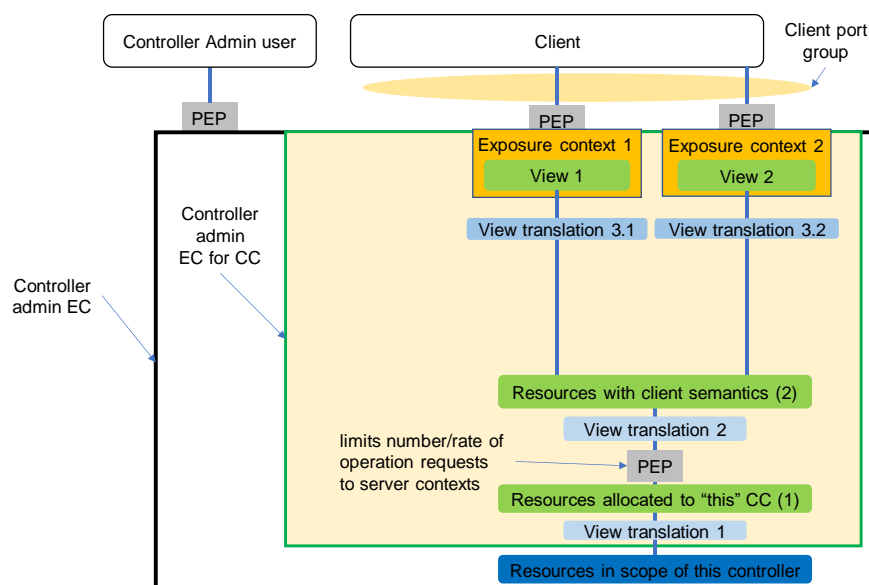 Controller Admin user
Client
Client port
group
PEP
PEP
PEP
Exposure context 1
Exposure context 2
View 1
View 2
View translation 3.1
View translation 3.2
Controller
admin
EC for CC
Controller
admin EC
Resources with client semantics (2)
View translation 2
limits number/rate of
operation requests
to server contexts
PEP
Resources allocated to “this” CC (1)
View translation 1
Resources in scope of this controller